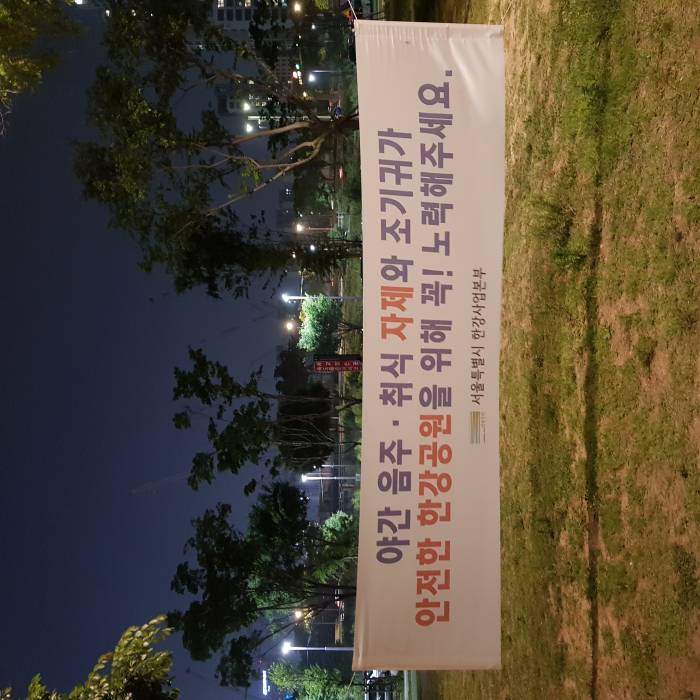 야간 음주 · 취식 자제와 조기귀가
안전한 한강공원을 위해 꼭! 노력해주세요.
서울특별시 한강사업본부